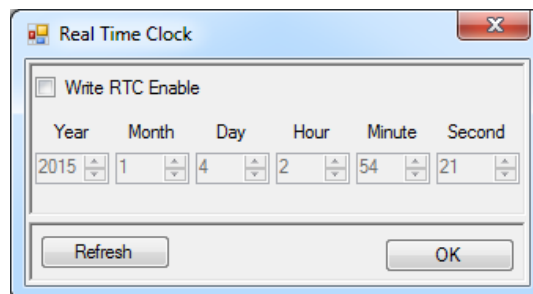 Real Time Clock
Write RTC Enable
Year Month Day Hour Minute Second
2015 1 4 2 54 21
Refresh OK